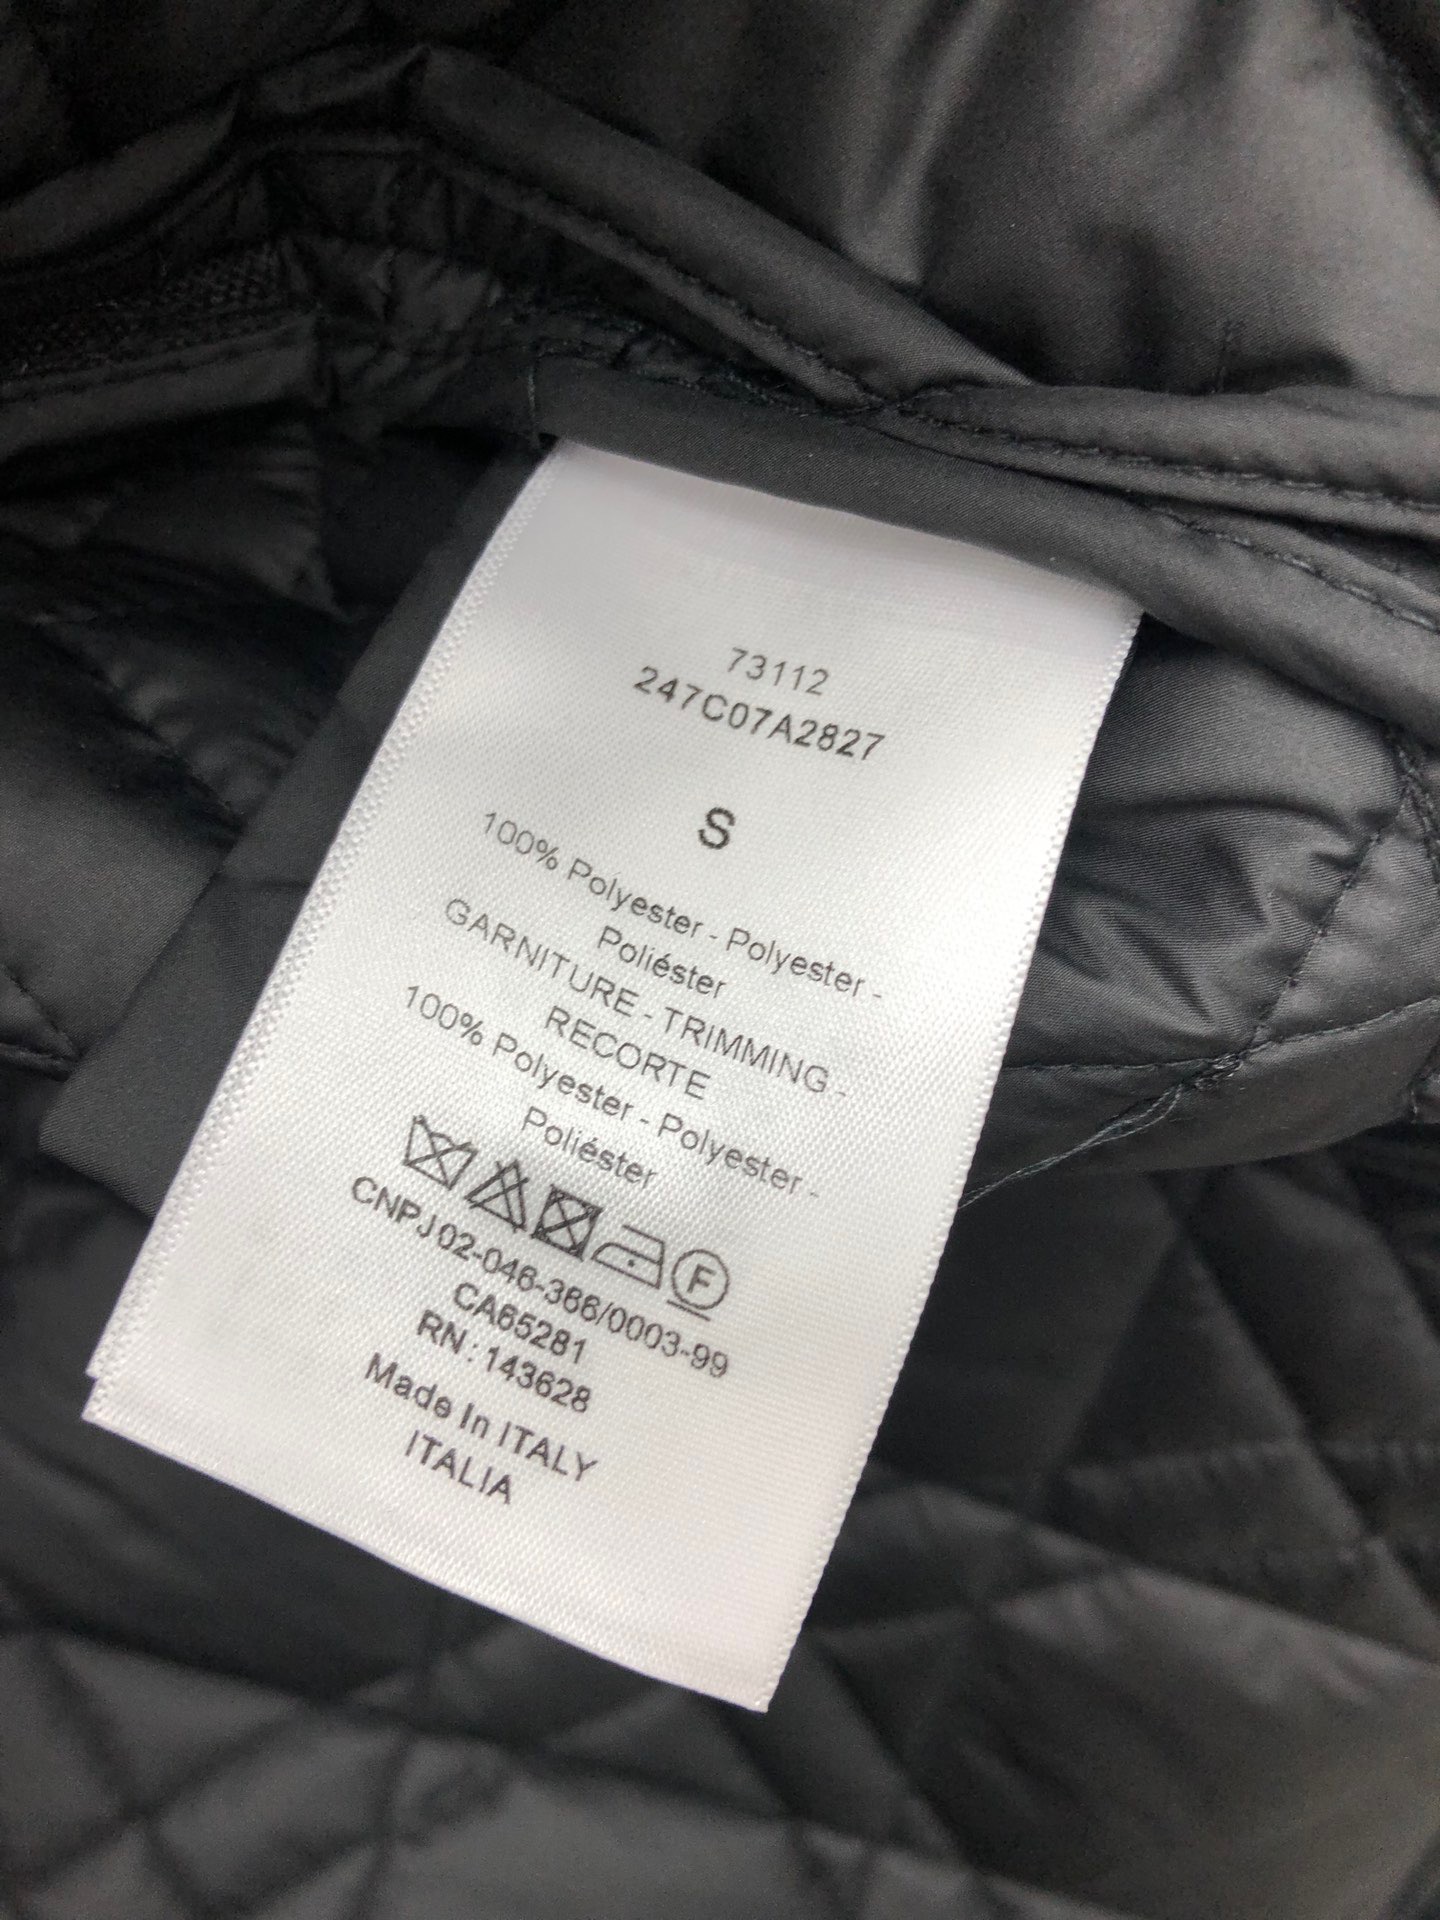 73112
247C07A2827
S
100% Polyester - Polyester -
Poliéster
GARNITURE - TRIMMING -
RECORTE
100% Polyester - Polyester -
Poliéster
F
CNPJ 02-046-366/0003-99
CA65281
RN: 143628
Made In ITALY
ITALIA